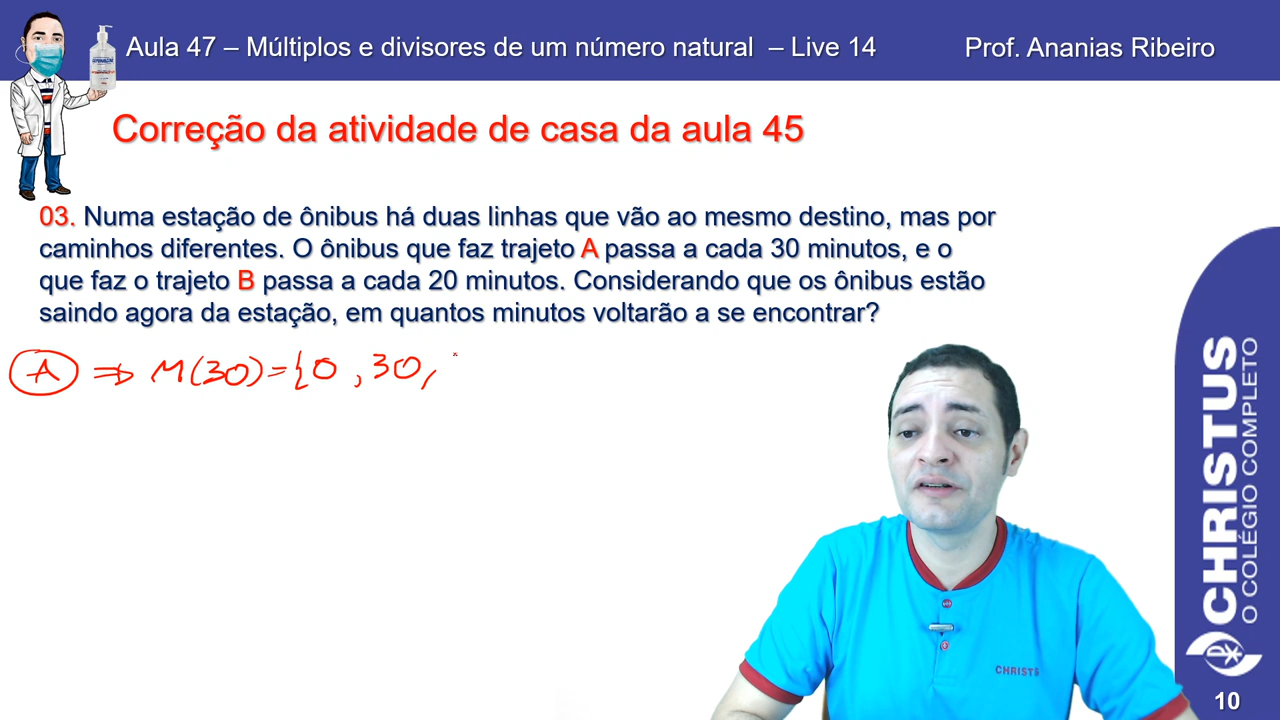 Aula 47 – Múltiplos e divisores de um número natural – Live 14
Prof. Ananias Ribeiro
Correção da atividade de casa da aula 45
03. Numa estação de ônibus há duas linhas que vão ao mesmo destino, mas por
caminhos diferentes. O ônibus que faz trajeto A passa a cada 30 minutos, e o
que faz o trajeto B passa a cada 20 minutos. Considerando que os ônibus estão
saindo agora da estação, em quantos minutos voltarão a se encontrar?
A ⇒ M(30)={0, 30,
CHRISTUS
O COLÉGIO COMPLETO
10